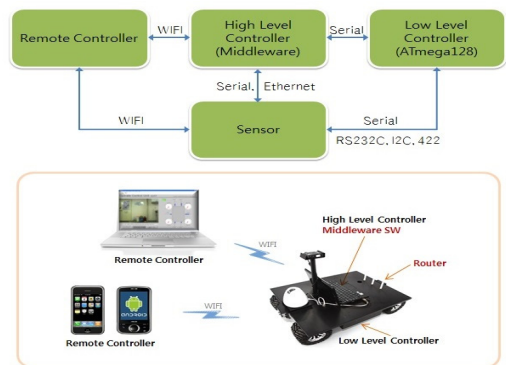 Remote Controller
WIFI
High Level
Controller
(Middleware)
Serial
Low Level
Controller
(ATmega128)
Serial, Ethernet
WIFI
Sensor
Serial
RS232C, I2C, 422
High Level Controller
Middleware SW
WIFI
Router
Remote Controller
WIFI
ANDROID
Remote Controller
Low Level Controller